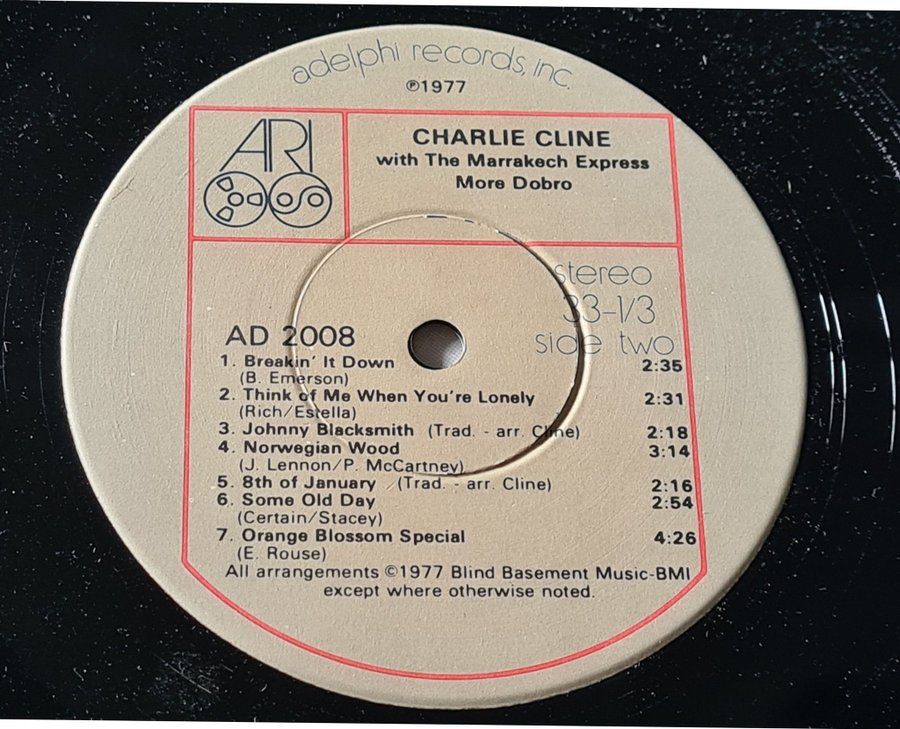 adelphi records, inc.
℗1977
ARI
CHARLIE CLINE
with The Marrakech Express
More Dobro
stereo
33-1/3
side two
AD 2008
1. Breakin' It Down 2:35
(B. Emerson)
2. Think of Me When You're Lonely 2:31
(Rich/Estella)
3. Johnny Blacksmith (Trad. - arr. Cline) 2:18
4. Norwegian Wood 3:14
(J. Lennon/P. McCartney)
5. 8th of January (Trad. - arr. Cline) 2:16
6. Some Old Day 2:54
(Certain/Stacey)
7. Orange Blossom Special 4:26
(E. Rouse)
All arrangements ©1977 Blind Basement Music-BMI
except where otherwise noted.